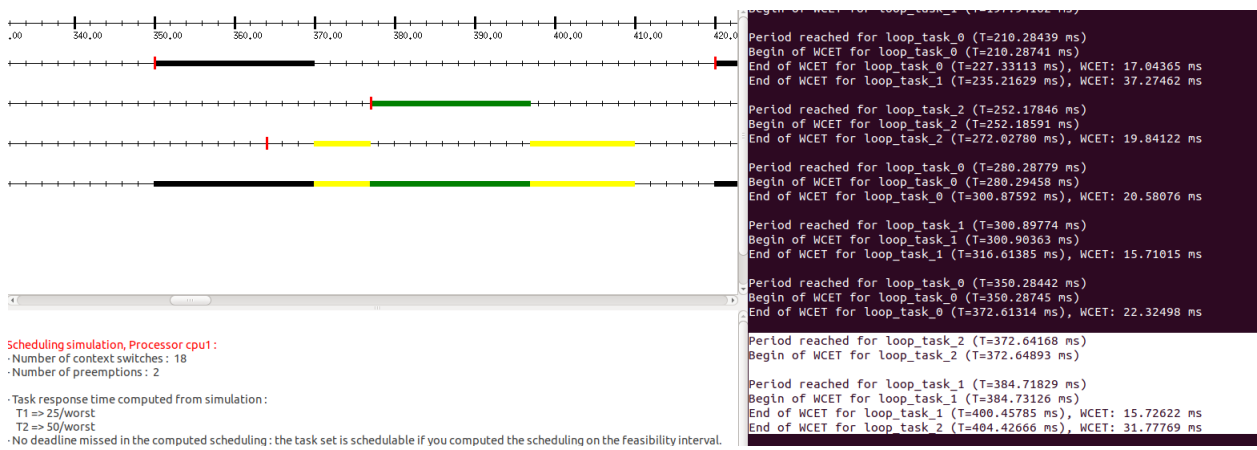 .00 340.00 350.00 360.00 370.00 380.00 390.00 400.00 410.00 420.0
Scheduling simulation, Processor cpu1 :
- Number of context switches : 18
- Number of preemptions : 2
- Task response time computed from simulation :
T1 => 25/worst
T2 => 50/worst
- No deadline missed in the computed scheduling : the task set is schedulable if you computed the scheduling on the feasibility interval.
Begin of WCET for loop_task_1 (T=197.94162 ms)
Period reached for loop_task_0 (T=210.28439 ms)
Begin of WCET for loop_task_0 (T=210.28741 ms)
End of WCET for loop_task_0 (T=227.33113 ms), WCET: 17.04365 ms
End of WCET for loop_task_1 (T=235.21629 ms), WCET: 37.27462 ms
Period reached for loop_task_2 (T=252.17846 ms)
Begin of WCET for loop_task_2 (T=252.18591 ms)
End of WCET for loop_task_2 (T=272.02780 ms), WCET: 19.84122 ms
Period reached for loop_task_0 (T=280.28779 ms)
Begin of WCET for loop_task_0 (T=280.29458 ms)
End of WCET for loop_task_0 (T=300.87592 ms), WCET: 20.58076 ms
Period reached for loop_task_1 (T=300.89774 ms)
Begin of WCET for loop_task_1 (T=300.90363 ms)
End of WCET for loop_task_1 (T=316.61385 ms), WCET: 15.71015 ms
Period reached for loop_task_0 (T=350.28442 ms)
Begin of WCET for loop_task_0 (T=350.28745 ms)
End of WCET for loop_task_0 (T=372.61314 ms), WCET: 22.32498 ms
Period reached for loop_task_2 (T=372.64168 ms)
Begin of WCET for loop_task_2 (T=372.64893 ms)
Period reached for loop_task_1 (T=384.71829 ms)
Begin of WCET for loop_task_1 (T=384.73126 ms)
End of WCET for loop_task_1 (T=400.45785 ms), WCET: 15.72622 ms
End of WCET for loop_task_2 (T=404.42666 ms), WCET: 31.77769 ms